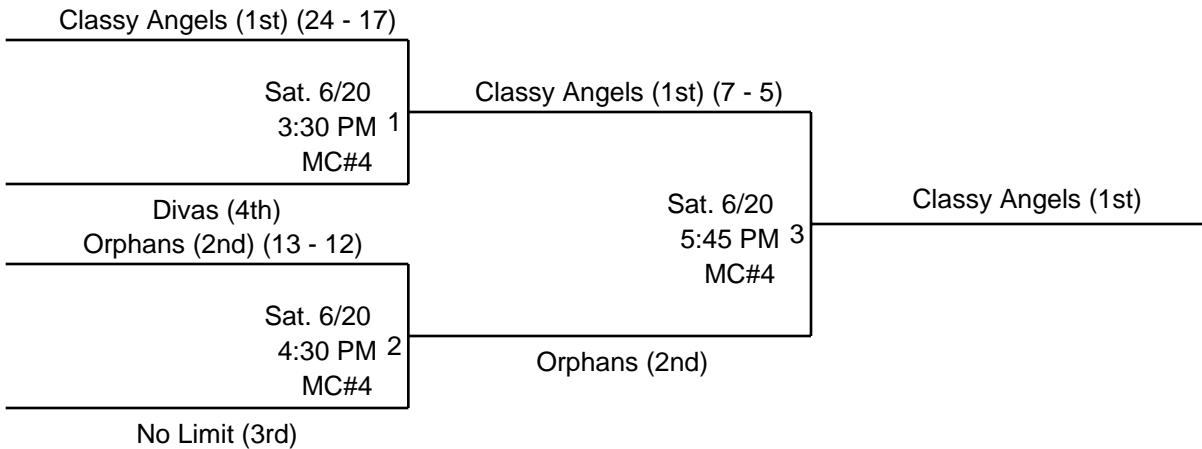 Classy Angels (1st) (24 - 17)
Sat. 6/20
3:30 PM 1
MC#4
Divas (4th)
Orphans (2nd) (13 - 12)
Sat. 6/20
4:30 PM 2
MC#4
No Limit (3rd)
Classy Angels (1st) (7 - 5)
Sat. 6/20
5:45 PM 3
MC#4
Orphans (2nd)
Classy Angels (1st)